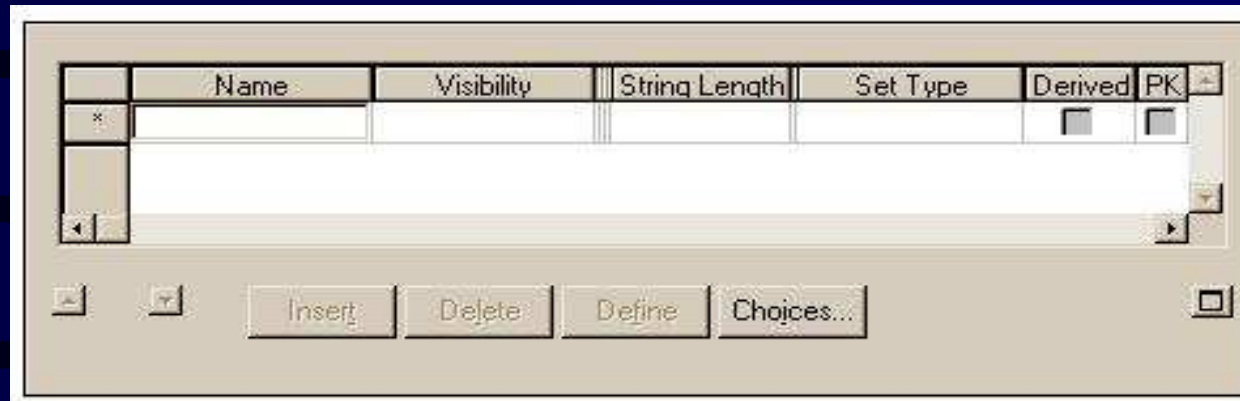 Name Visibility String Length Set Type Derived PK
*
Insert Delete Define Choices...